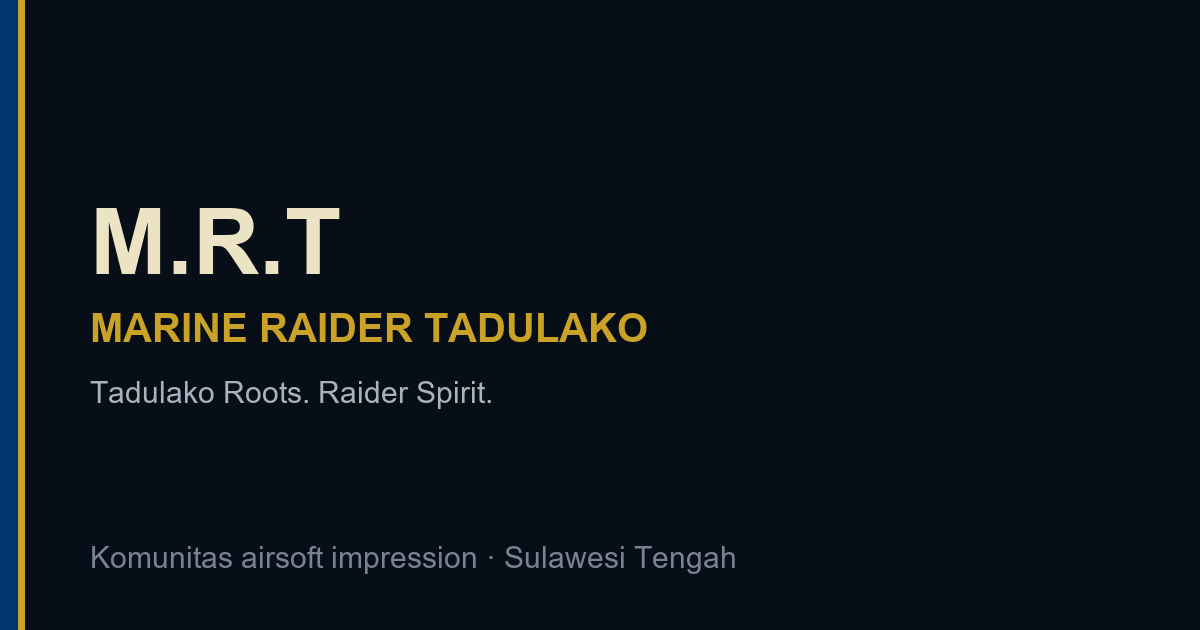 M.R.T
MARINE RAIDER TADULAKO
Tadulako Roots. Raider Spirit.
Komunitas airsoft impression · Sulawesi Tengah